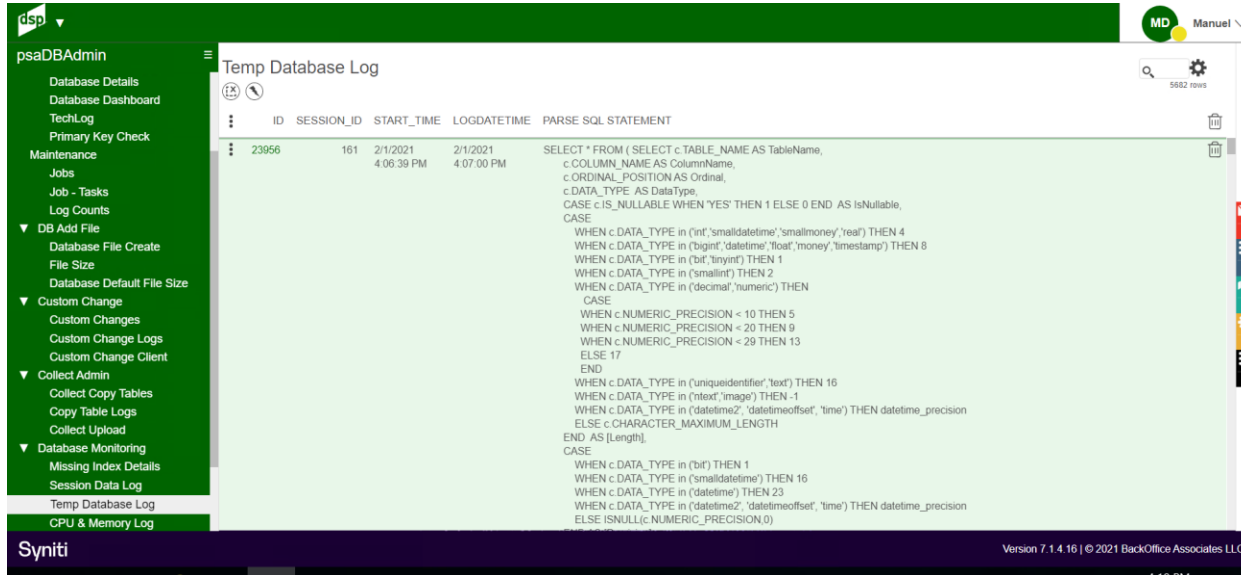 dsp
MD
Manuel
psaDBAdmin
Database Details
Database Dashboard
TechLog
Primary Key Check
Maintenance
Jobs
Job - Tasks
Log Counts
DB Add File
Database File Create
File Size
Database Default File Size
Custom Change
Custom Changes
Custom Change Logs
Custom Change Client
Collect Admin
Collect Copy Tables
Copy Table Logs
Collect Upload
Database Monitoring
Missing Index Details
Session Data Log
Temp Database Log
CPU & Memory Log
Temp Database Log
5682 rows
ID SESSION_ID START_TIME LOGDATETIME PARSE SQL STATEMENT
23956 161 2/1/2021 4:06:39 PM 2/1/2021 4:07:00 PM
SELECT * FROM ( SELECT c.TABLE_NAME AS TableName,
c.COLUMN_NAME AS ColumnName,
c.ORDINAL_POSITION AS Ordinal,
c.DATA_TYPE AS DataType,
CASE c.IS_NULLABLE WHEN 'YES' THEN 1 ELSE 0 END AS IsNullable,
CASE
WHEN c.DATA_TYPE in ('int','smalldatetime','smallmoney','real') THEN 4
WHEN c.DATA_TYPE in ('bigint','datetime','float','money','timestamp') THEN 8
WHEN c.DATA_TYPE in ('bit','tinyint') THEN 1
WHEN c.DATA_TYPE in ('smallint') THEN 2
WHEN c.DATA_TYPE in ('decimal','numeric') THEN
CASE
WHEN c.NUMERIC_PRECISION < 10 THEN 5
WHEN c.NUMERIC_PRECISION < 20 THEN 9
WHEN c.NUMERIC_PRECISION < 29 THEN 13
ELSE 17
END
WHEN c.DATA_TYPE in ('uniqueidentifier','text') THEN 16
WHEN c.DATA_TYPE in ('ntext','image') THEN -1
WHEN c.DATA_TYPE in ('datetime2', 'datetimeoffset', 'time') THEN datetime_precision
ELSE c.CHARACTER_MAXIMUM_LENGTH
END AS [Length],
CASE
WHEN c.DATA_TYPE in ('bit') THEN 1
WHEN c.DATA_TYPE in ('smalldatetime') THEN 16
WHEN c.DATA_TYPE in ('datetime') THEN 23
WHEN c.DATA_TYPE in ('datetime2', 'datetimeoffset', 'time') THEN datetime_precision
ELSE ISNULL(c.NUMERIC_PRECISION,0)
Syniti
Version 7.1.4.16 | © 2021 BackOffice Associates LLC